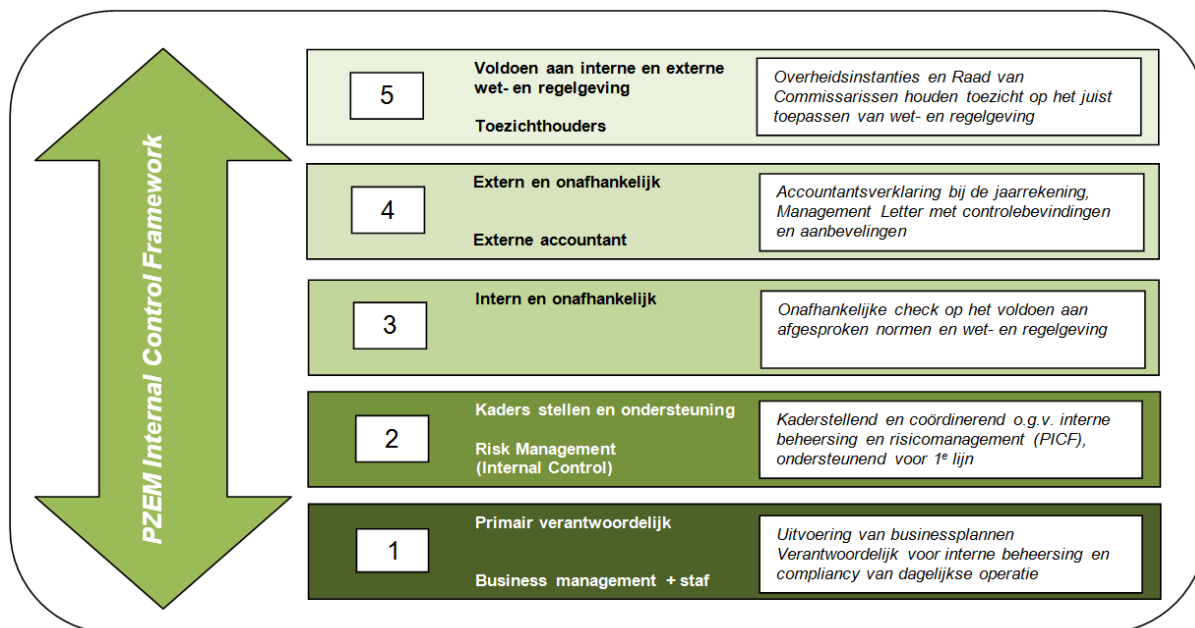 PZEM Internal Control Framework
5
Voldoen aan interne en externe
wet- en regelgeving
Toezichthouders
Overheidsinstanties en Raad van
Commissarissen houden toezicht op het juist
toepassen van wet- en regelgeving
4
Extern en onafhankelijk
Externe accountant
Accountantsverklaring bij de jaarrekening,
Management Letter met controlebevindingen
en aanbevelingen
3
Intern en onafhankelijk
Onafhankelijke check op het voldoen aan
afgesproken normen en wet- en regelgeving
2
Kaders stellen en ondersteuning
Risk Management
(Internal Control)
Kaderstellend en coördinerend o.g.v. interne
beheersing en risicomanagement (PICF),
ondersteunend voor 1e lijn
1
Primair verantwoordelijk
Business management + staf
Uitvoering van businessplannen
Verantwoordelijk voor interne beheersing en
compliancy van dagelijkse operatie